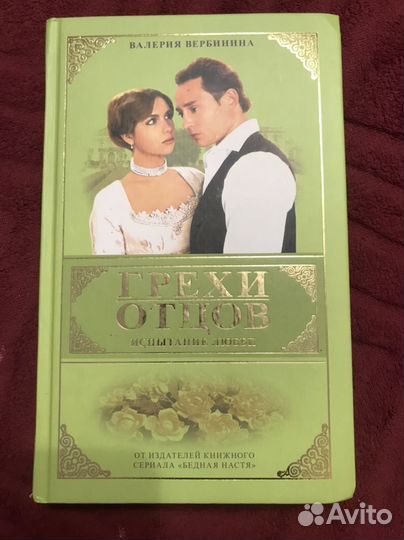 ВАЛЕРИЯ ВЕРБИНИНА
ГРЕХИ
ОТЦОВ
ИСПЫТАНИЕ ЛЮБВИ
ОТ ИЗДАТЕЛЕЙ КНИЖНОГО
СЕРИАЛА «БЕДНАЯ НАСТЯ»
Avito